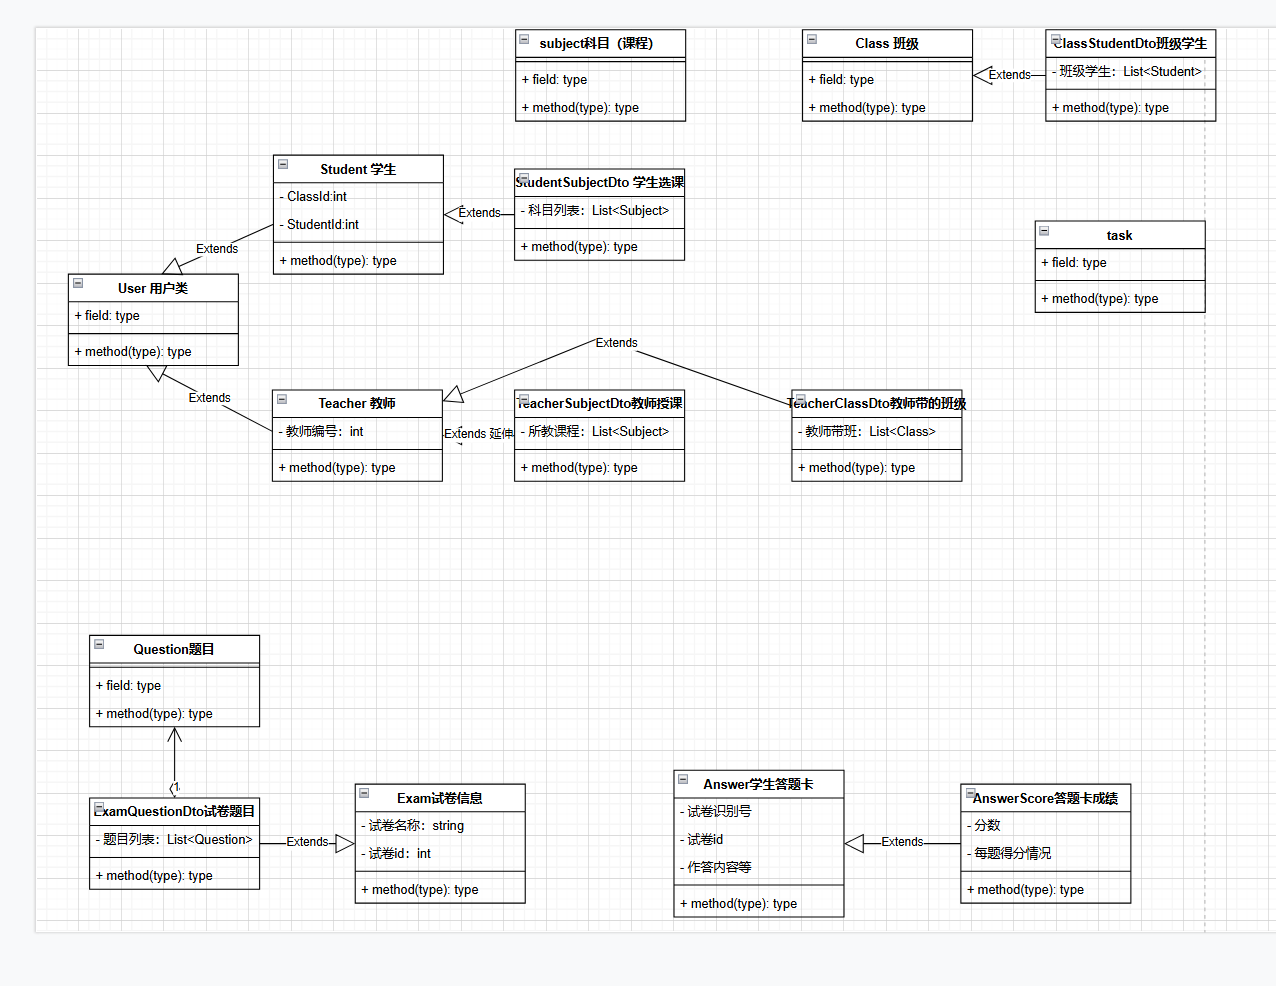 subject科目（课程）
+ field: type
+ method(type): type
Class 班级
+ field: type
+ method(type): type
Extends
ClassStudentDto班级学生
- 班级学生：List<Student>
+ method(type): type
Student 学生
- ClassId:int
- StudentId:int
+ method(type): type
Extends
StudentSubjectDto 学生选课
- 科目列表：List<Subject>
+ method(type): type
task
+ field: type
+ method(type): type
Extends
User 用户类
+ field: type
+ method(type): type
Extends
Extends
Teacher 教师
- 教师编号：int
+ method(type): type
Extends 延伸
TeacherSubjectDto教师授课
- 所教课程：List<Subject>
+ method(type): type
TeacherClassDto教师带的班级
- 教师带班：List<Class>
+ method(type): type
Question题目
+ field: type
+ method(type): type
1
ExamQuestionDto试卷题目
- 题目列表：List<Question>
+ method(type): type
Extends
Exam试卷信息
- 试卷名称：string
- 试卷id：int
+ method(type): type
Answer学生答题卡
- 试卷识别号
- 试卷id
- 作答内容等
+ method(type): type
Extends
AnswerScore答题卡成绩
- 分数
- 每题得分情况
+ method(type): type